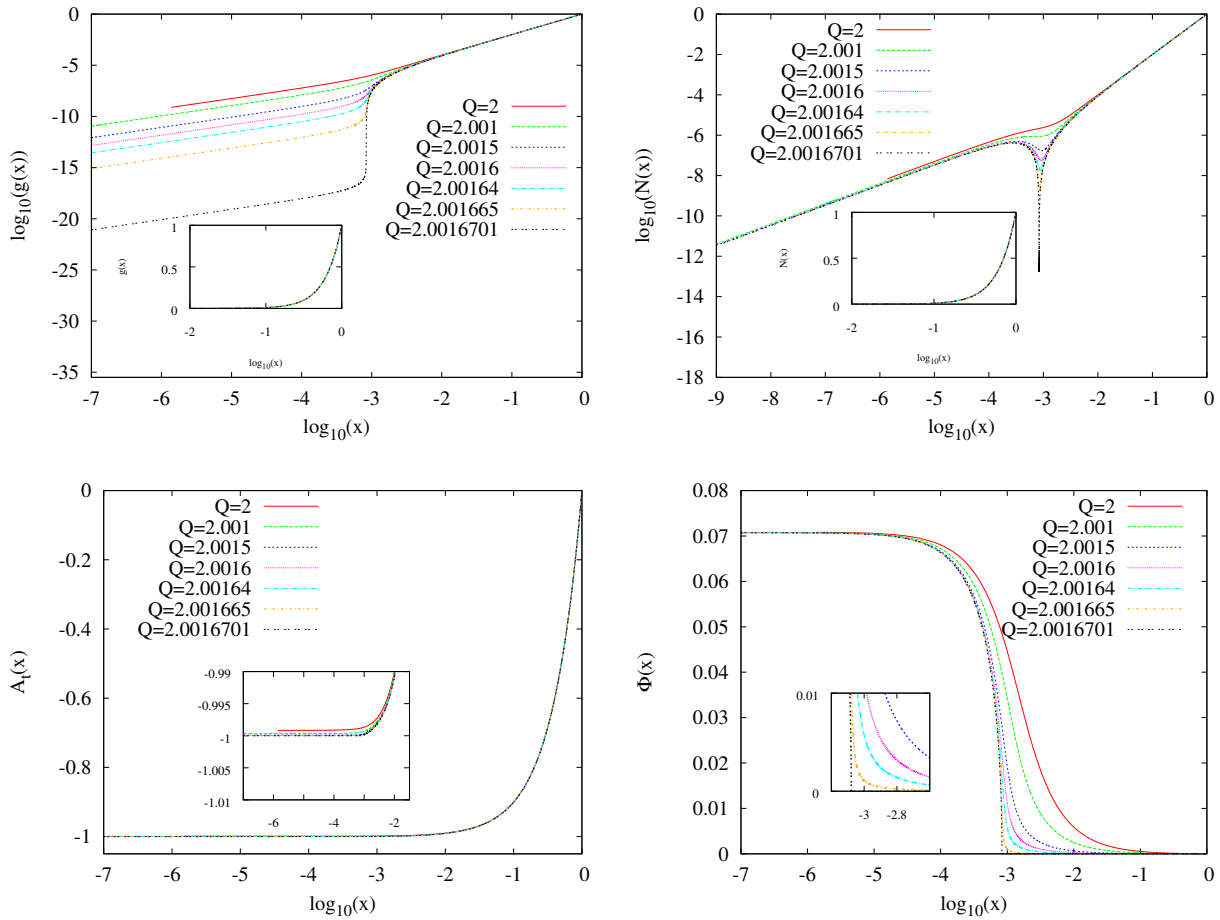 log10(g(x))
0
-5
-10
-15
-20
-25
-30
-35
-7 -6 -5 -4 -3 -2 -1 0
log10(x)
Q=2
Q=2.001
Q=2.0015
Q=2.0016
Q=2.00164
Q=2.001665
Q=2.0016701
g(x)
1
0.5
0
-2 -1 0
log10(x)
log10(N(x))
0
-2
-4
-6
-8
-10
-12
-14
-16
-18
-9 -8 -7 -6 -5 -4 -3 -2 -1 0
log10(x)
Q=2
Q=2.001
Q=2.0015
Q=2.0016
Q=2.00164
Q=2.001665
Q=2.0016701
N(x)
1
0.5
0
-2 -1 0
log10(x)
At(x)
0
-0.2
-0.4
-0.6
-0.8
-1
-7 -6 -5 -4 -3 -2 -1 0
log10(x)
Q=2
Q=2.001
Q=2.0015
Q=2.0016
Q=2.00164
Q=2.001665
Q=2.0016701
-0.99
-0.995
-1
-1.005
-1.01
-6 -4 -2
Φ(x)
0.08
0.07
0.06
0.05
0.04
0.03
0.02
0.01
0
-7 -6 -5 -4 -3 -2 -1 0
log10(x)
Q=2
Q=2.001
Q=2.0015
Q=2.0016
Q=2.00164
Q=2.001665
Q=2.0016701
0.01
0
-3 -2.8